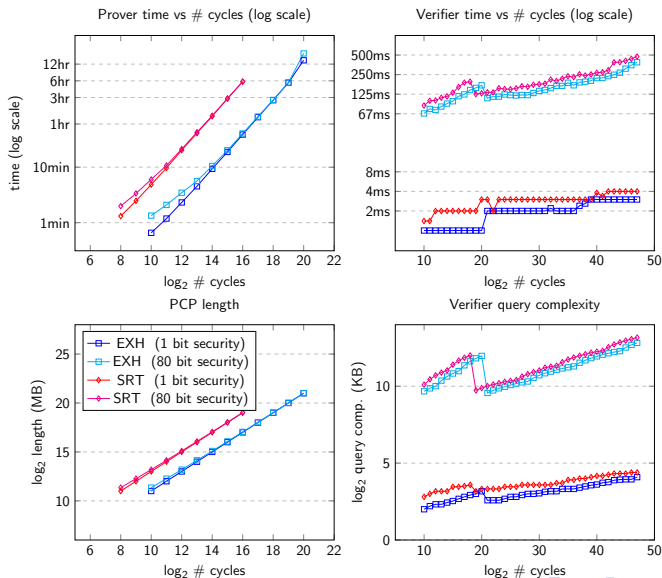 Prover time vs # cycles (log scale)
time (log scale)
12hr
6hr
3hr
1hr
10min
1min
6 8 10 12 14 16 18 20 22
log₂ # cycles
Verifier time vs # cycles (log scale)
500ms
250ms
125ms
67ms
8ms
4ms
2ms
10 20 30 40 50
log₂ # cycles
PCP length
log₂ length (MB)
EXH (1 bit security)
EXH (80 bit security)
SRT (1 bit security)
SRT (80 bit security)
25
20
15
10
6 8 10 12 14 16 18 20 22
log₂ # cycles
Verifier query complexity
log₂ query comp. (KB)
10
5
0
10 20 30 40 50
log₂ # cycles